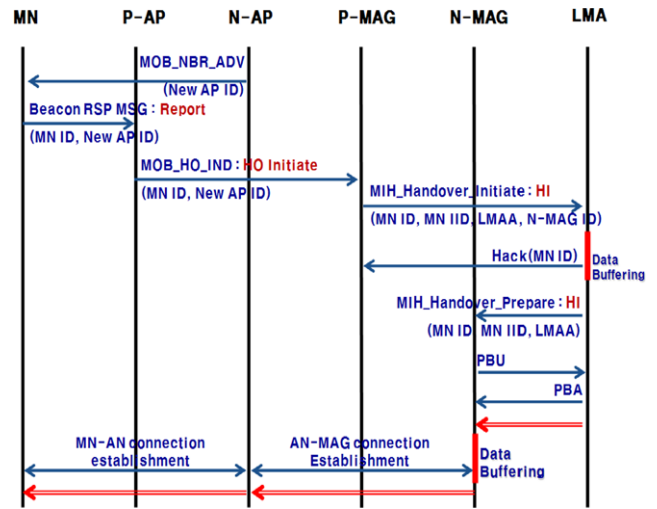 MN P-AP N-AP P-MAG N-MAG LMA
MOB_NBR_ADV
(New AP ID)
Beacon RSP MSG : Report
(MN ID, New AP ID)
MOB_HO_IND : HO Initiate
(MN ID, New AP ID)
MIH_Handover_Initiate : HI
(MN ID, MN IID, LMAA, N-MAG ID)
Hack(MN ID)
Data
Buffering
MIH_Handover_Prepare : HI
(MN ID, MN IID, LMAA)
PBU
PBA
MN-AN connection
establishment
AN-MAG connection
Establishment
Data
Buffering